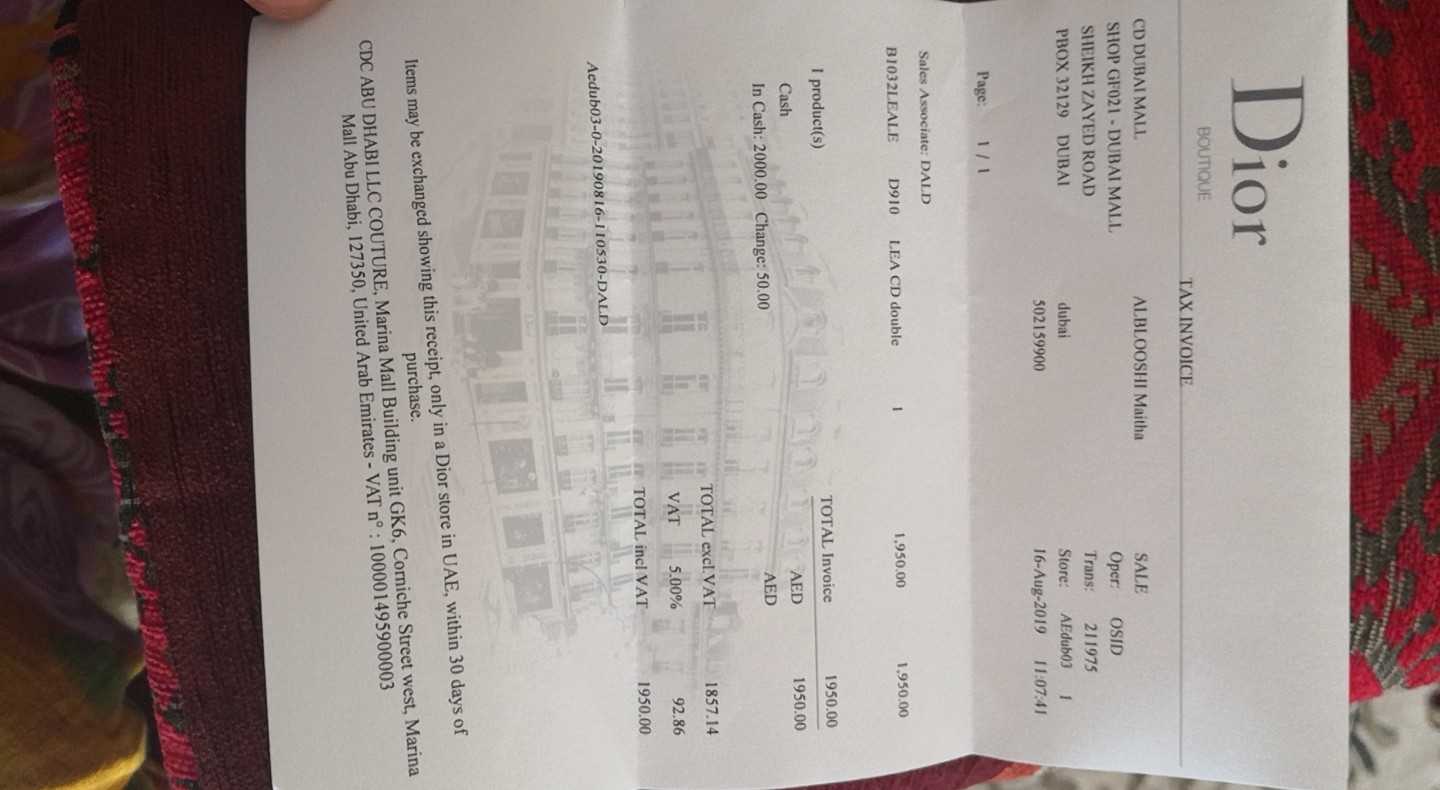 Dior
BOUTIQUE
TAX INVOICE
CD DUBAI MALL ALBLOOSHI Maitha SALE
SHOP GF021 - DUBAI MALL Oper: OSID
SHEIKH ZAYED ROAD Trans: 211975
PBOX 32129 DUBAI dubai Store: AEdub03 1
502159900 16-Aug-2019 11:07:41
Page: 1 / 1
Sales Associate: DALD
B1032LEALE D910 LEA CD double 1 1,950.00 1,950.00
1 product(s) TOTAL Invoice 1950.00
Cash AED 1950.00
In Cash: 2000.00 Change: 50.00 AED
TOTAL excl.VAT 1857.14
VAT 5.00% 92.86
TOTAL incl VAT 1950.00
Aedub03-0-20190816-110530-DALD
Items may be exchanged showing this receipt, only in a Dior store in UAE, within 30 days of
purchase.
CDC ABU DHABI LLC COUTURE, Marina Mall Building unit GK6, Corniche Street west, Marina
Mall Abu Dhabi, 127350, United Arab Emirates - VAT n° : 100001495900003